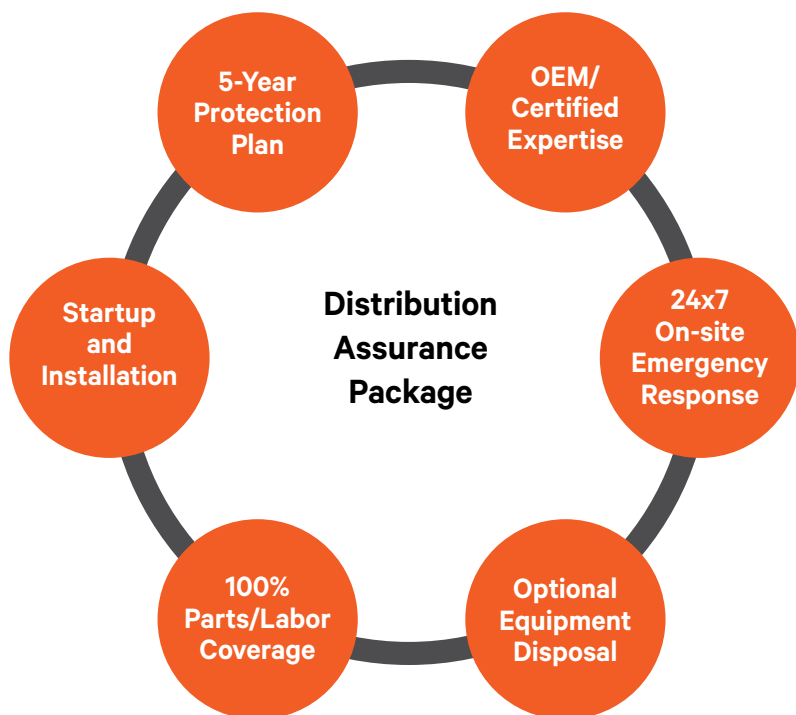 5-Year
Protection
Plan
OEM/
Certified
Expertise
Startup
and
Installation
Distribution
Assurance
Package
24x7
On-site
Emergency
Response
100%
Parts/Labor
Coverage
Optional
Equipment
Disposal